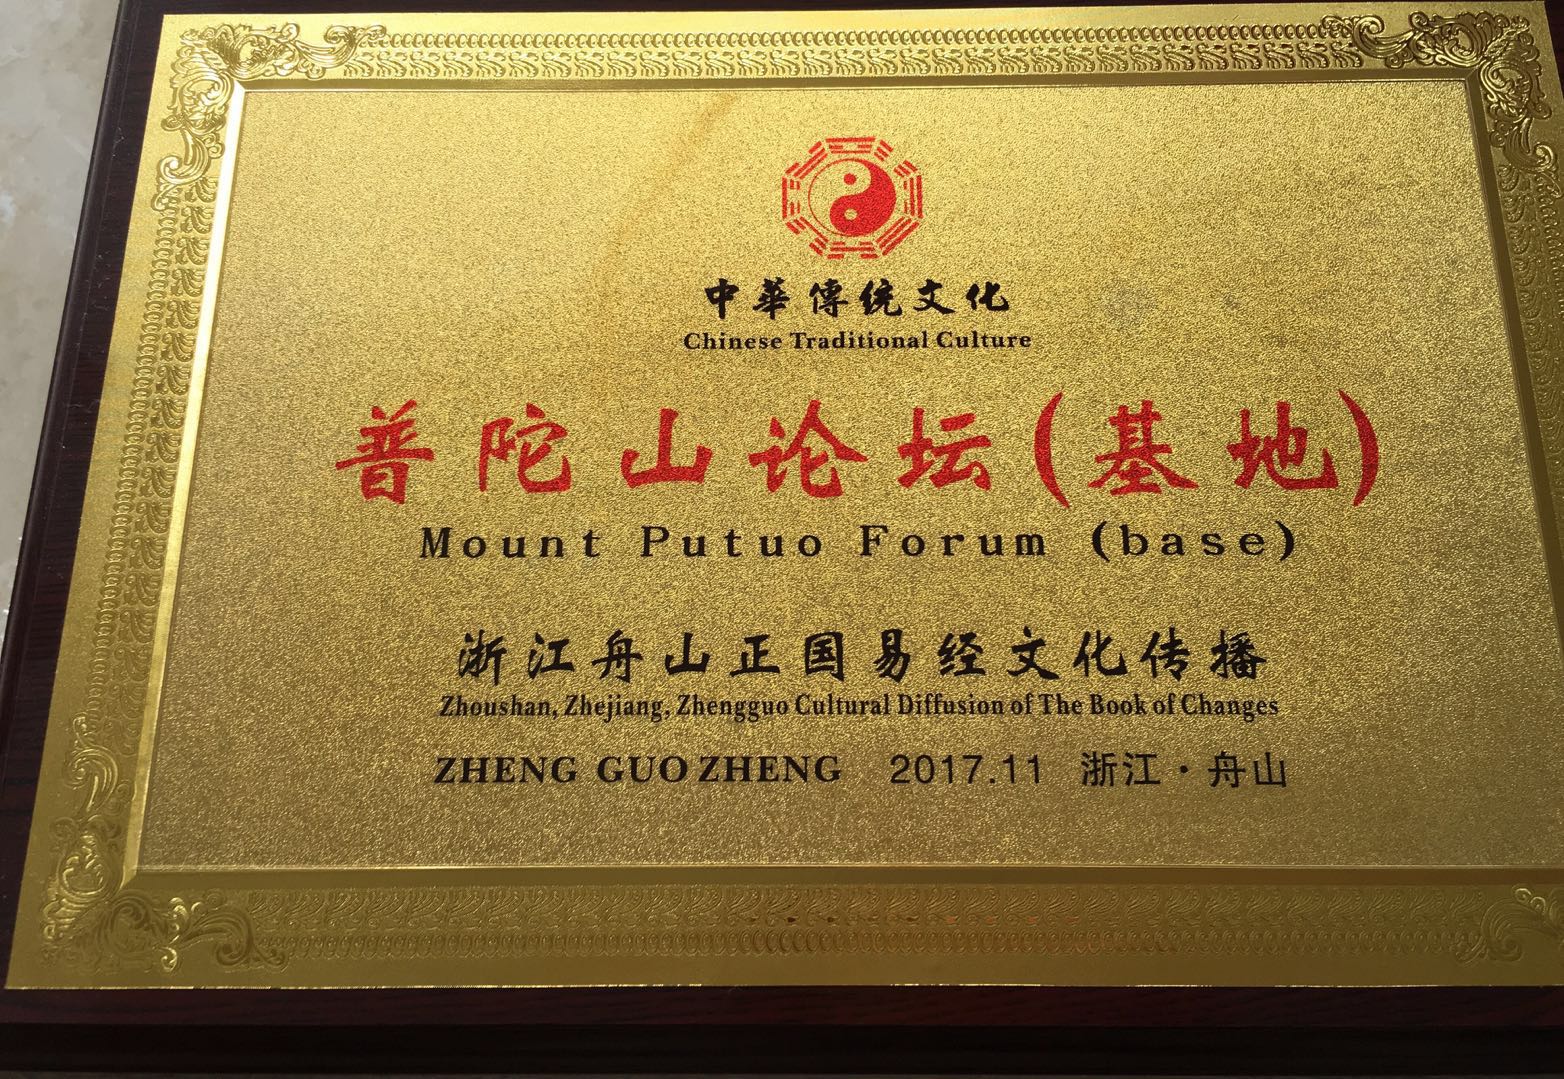 中華傳统文化
Chinese Traditional Culture
普陀山论坛(基地)
Mount Putuo Forum (base)
浙江舟山正国易经文化传播
Zhoushan, Zhejiang, Zhengguo Cultural Diffusion of The Book of Changes
ZHENG GUO ZHENG 2017.11 浙江·舟山